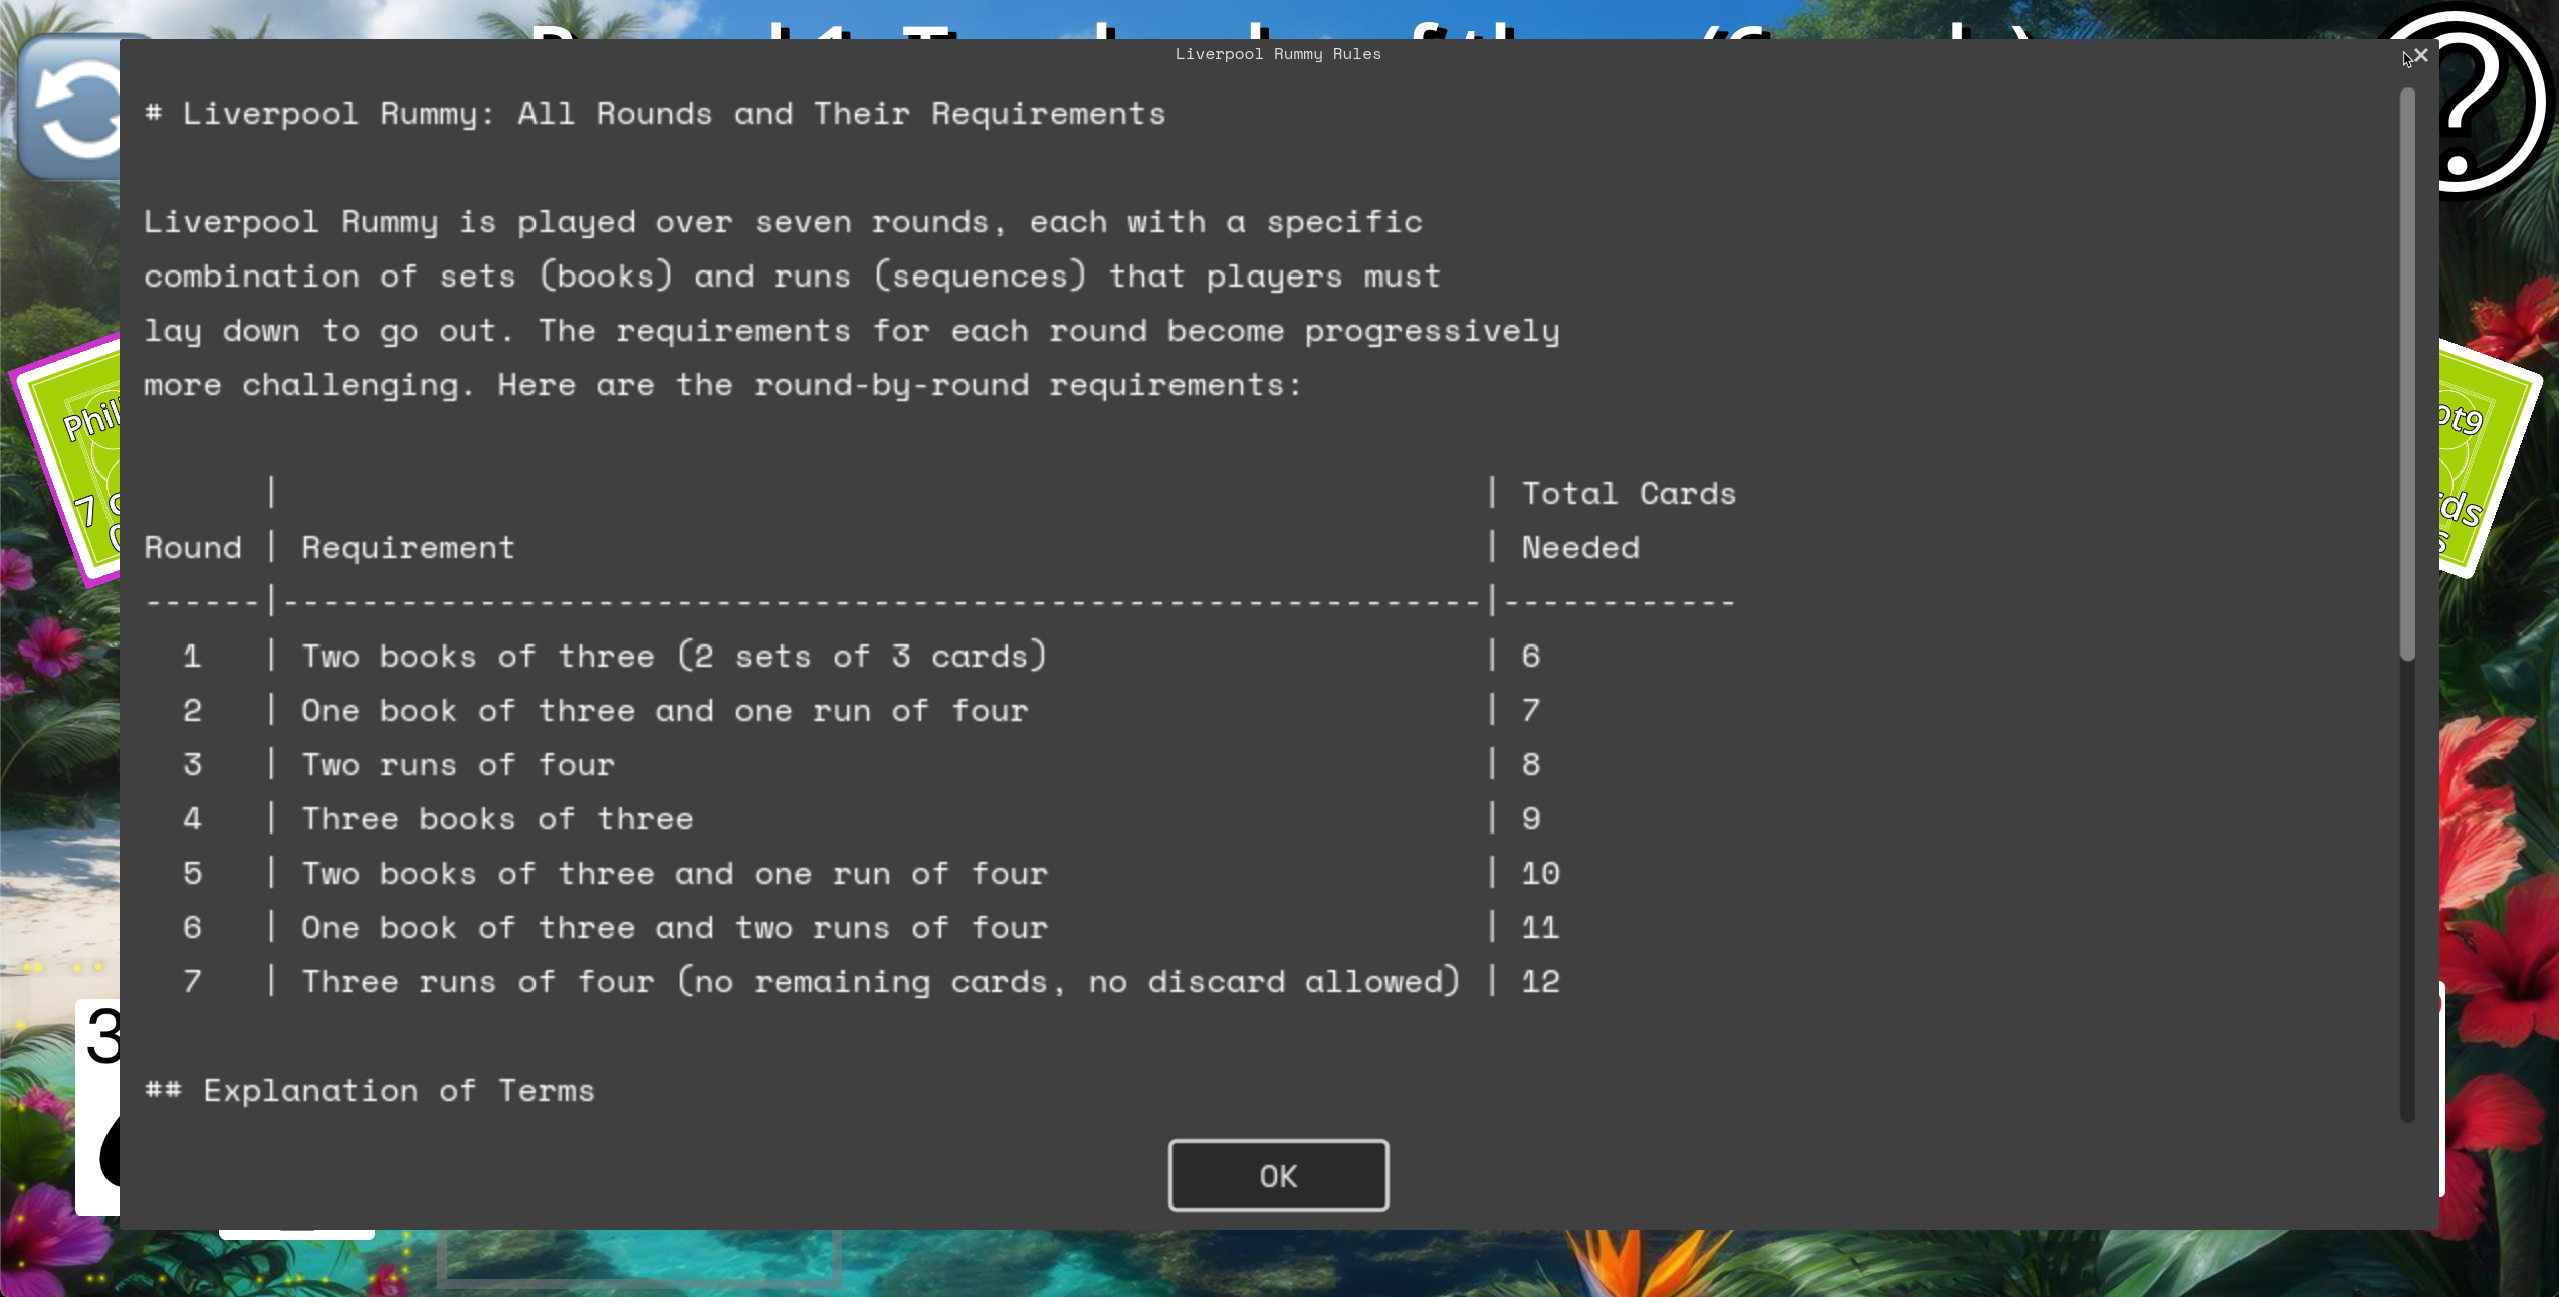 Liverpool Rummy Rules
# Liverpool Rummy: All Rounds and Their Requirements
Liverpool Rummy is played over seven rounds, each with a specific
combination of sets (books) and runs (sequences) that players must
lay down to go out. The requirements for each round become progressively
more challenging. Here are the round-by-round requirements:
| | Total Cards
Round | Requirement | Needed
------|-------------------------------------------------------------|------------
1 | Two books of three (2 sets of 3 cards) | 6
2 | One book of three and one run of four | 7
3 | Two runs of four | 8
4 | Three books of three | 9
5 | Two books of three and one run of four | 10
6 | One book of three and two runs of four | 11
7 | Three runs of four (no remaining cards, no discard allowed) | 12
## Explanation of Terms
OK
?
7
3